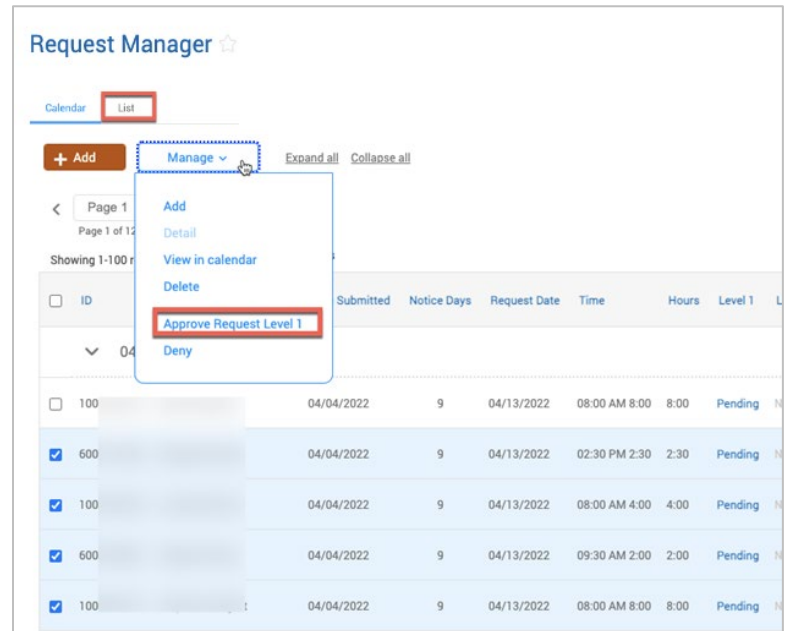 Request Manager
Calendar List
+ Add Manage Expand all Collapse all
Page 1 Add
Page 1 of 12 Detail
Showing 1-100 r View in calendar s
Delete
ID Submitted Notice Days Request Date Time Hours Level 1 L
Approve Request Level 1
04 Deny
100 04/04/2022 9 04/13/2022 08:00 AM 8:00 8:00 Pending N
600 04/04/2022 9 04/13/2022 02:30 PM 2:30 2:30 Pending N
100 04/04/2022 9 04/13/2022 08:00 AM 4:00 4:00 Pending N
600 04/04/2022 9 04/13/2022 09:30 AM 2:00 2:00 Pending N
100 04/04/2022 9 04/13/2022 08:00 AM 8:00 8:00 Pending N